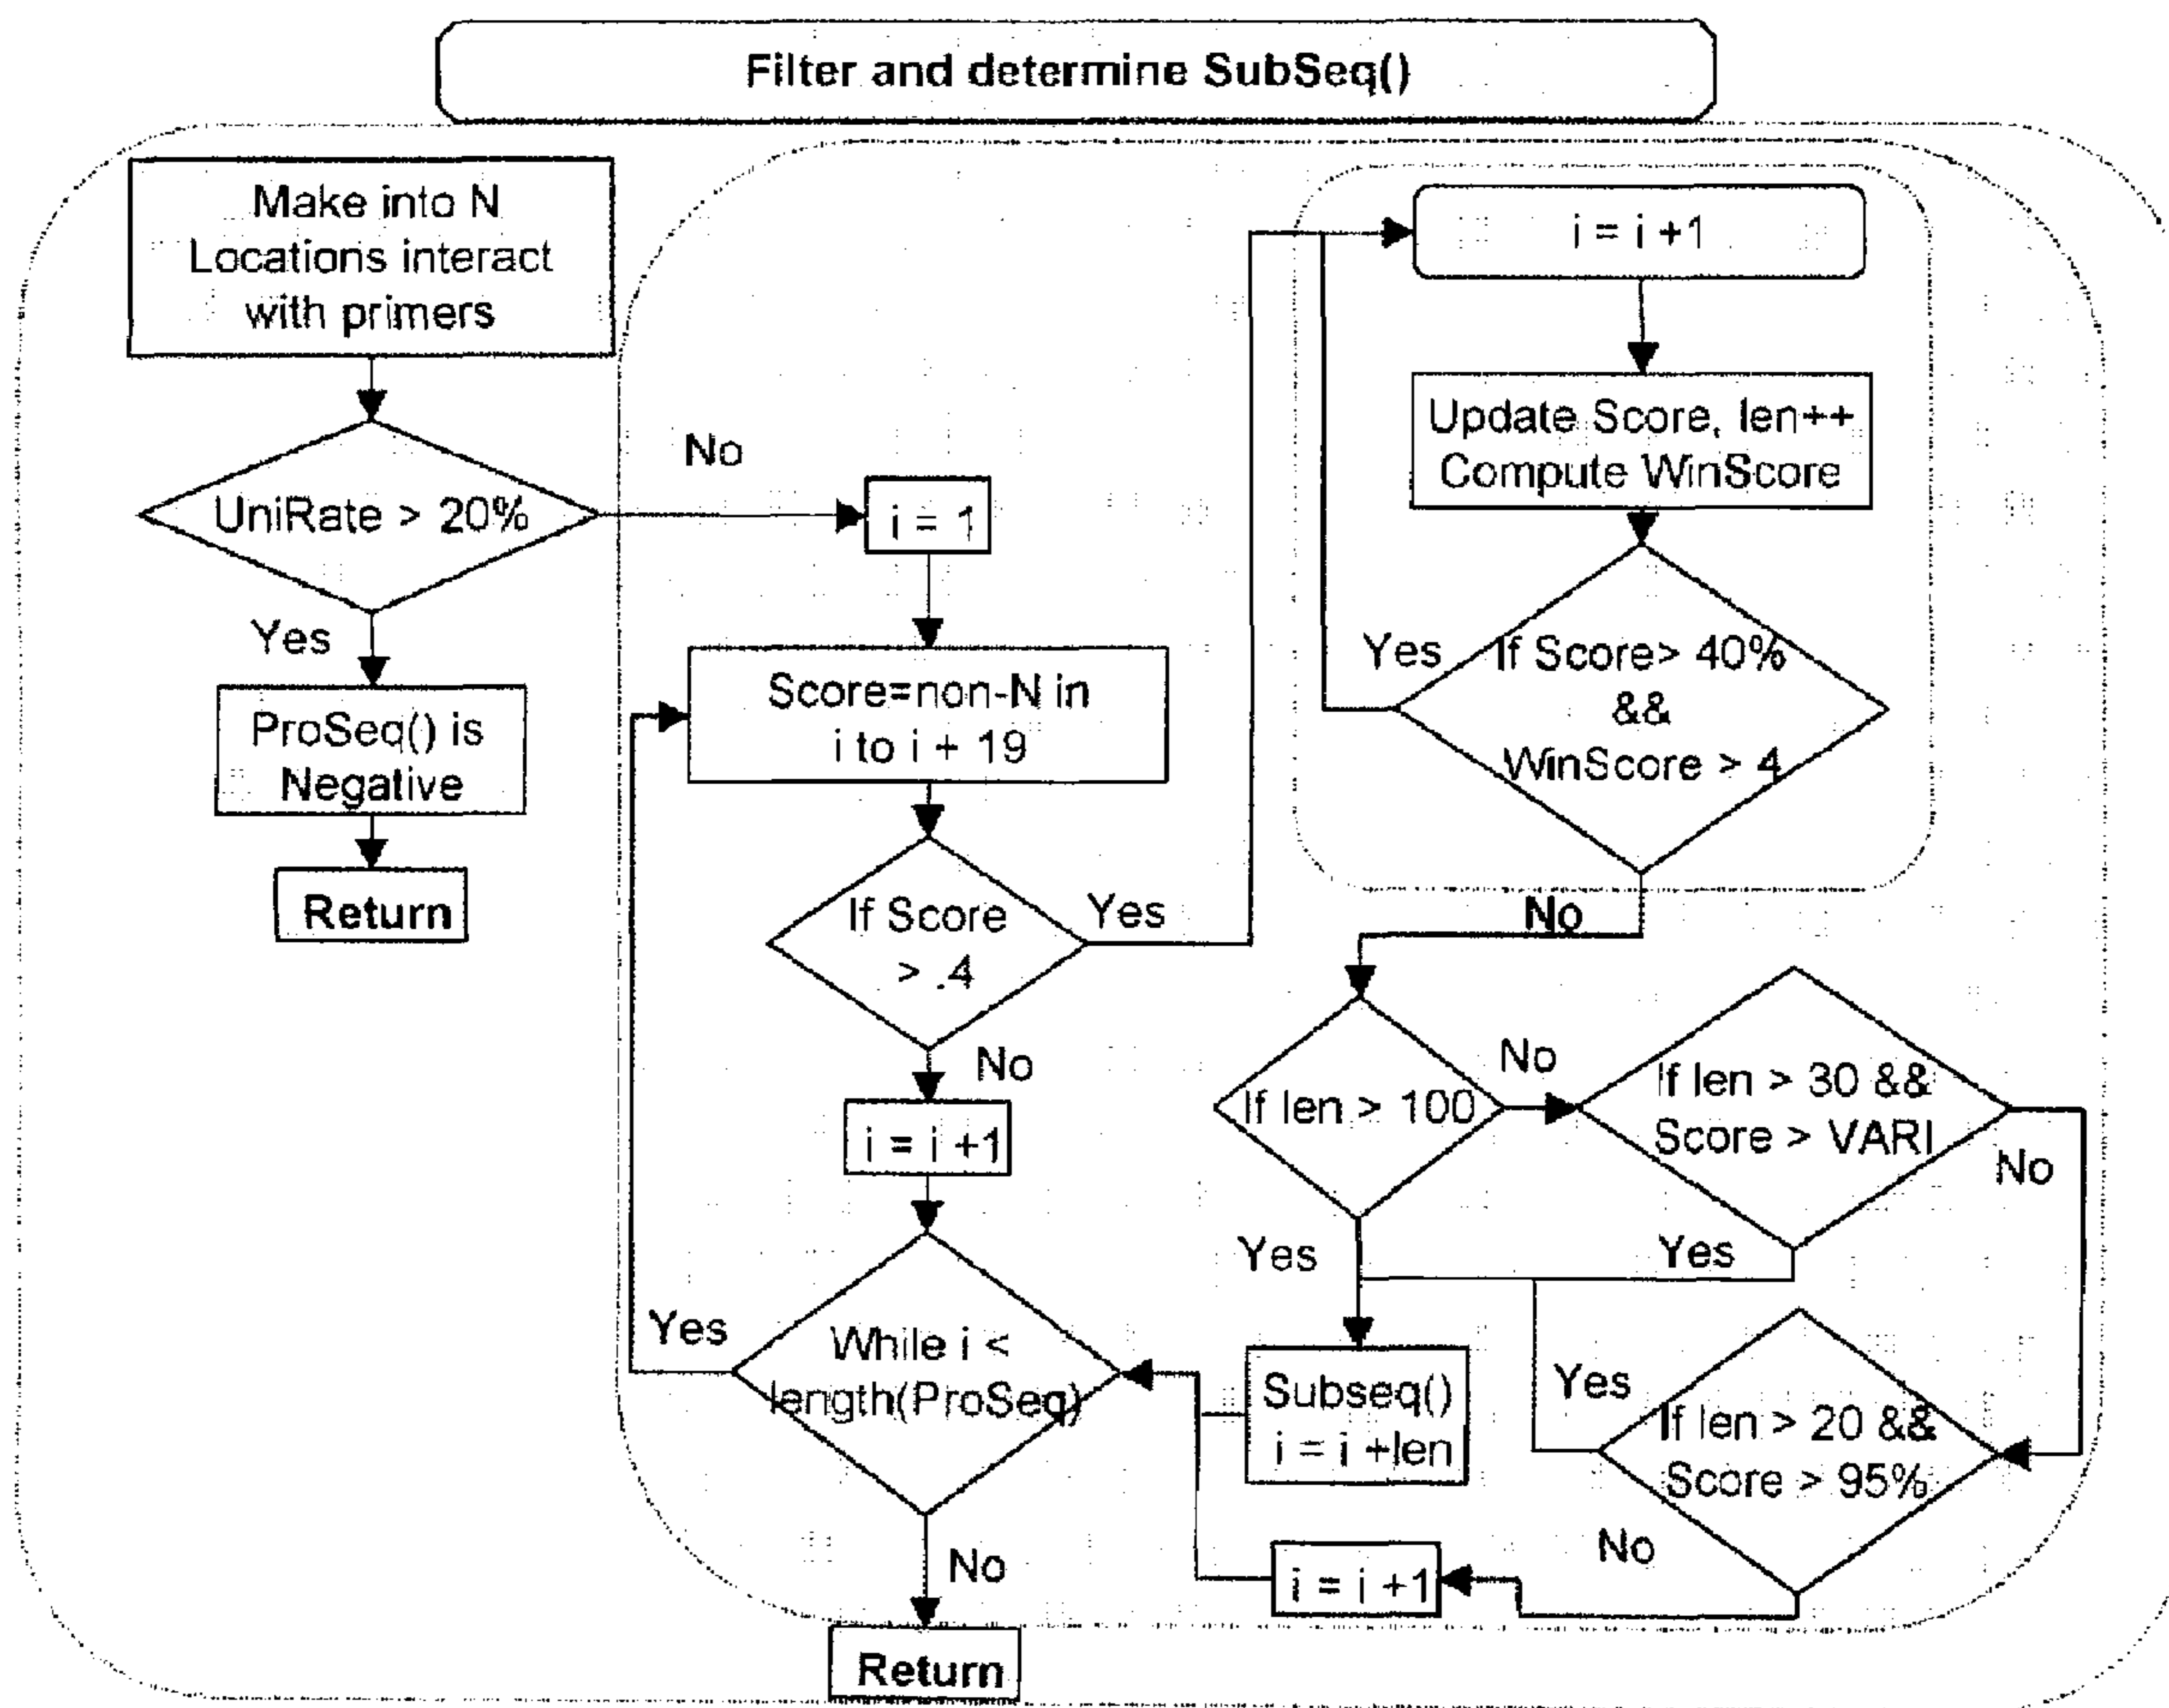 Filter and determine SubSeq()
Make into N
Locations interact
with primers
UniRate > 20%
No
Yes
ProSeq() is
Negative
Return
i = 1
Score=non-N in
i to i + 19
If Score
> .4
Yes
No
i = i +1
While i <
length(ProSeq)
Yes
No
Return
i = i +1
Update Score, len++
Compute WinScore
If Score> 40%
&&
WinScore > 4
Yes
No
If len > 100
No
Yes
If len > 30 &&
Score > VARI
No
Yes
If len > 20 &&
Score > 95%
Yes
No
Subseq()
i = i +len
i = i +1